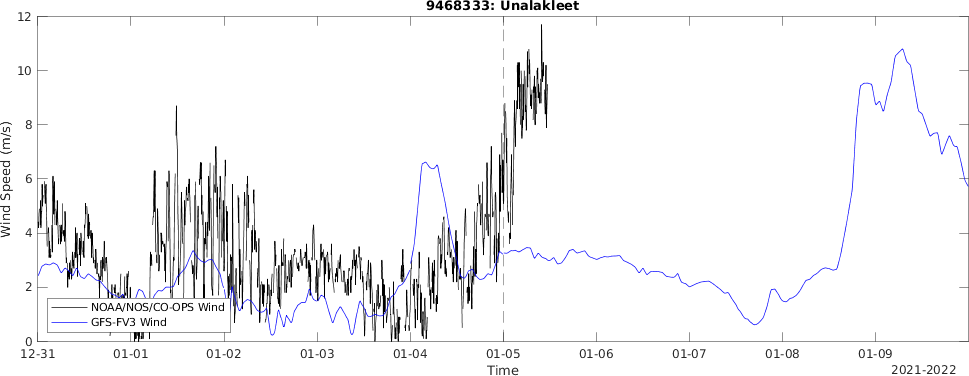 9468333: Unalakleet
12
10
8
6
4
2
0
Wind Speed (m/s)
NOAA/NOS/CO-OPS Wind
GFS-FV3 Wind
12-31 01-01 01-02 01-03 01-04 01-05 01-06 01-07 01-08 01-09
Time
2021-2022